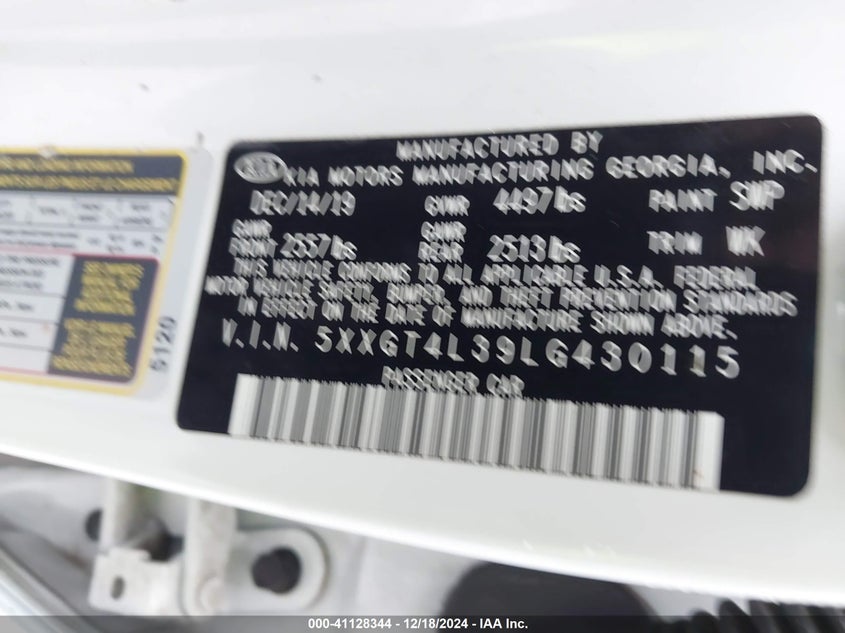 MANUFACTURED BY
KIA KIA MOTORS MANUFACTURING GEORGIA, INC.
DEC/14/19 GVWR 4497lbs PAINT SWP
GAWR GAWR
FRONT 2557lbs REAR 2513lbs TRIM WK
THIS VEHICLE CONFORMS TO ALL APPLICABLE U.S.A. FEDERAL
MOTOR VEHICLE SAFETY, BUMPER, AND THEFT PREVENTION STANDARDS
IN EFFECT ON THE DATE OF MANUFACTURE SHOWN ABOVE.
V.I.N. 5XXGT4L39LG430115
PASSENGER CAR
6120
000-41128344 — 12/18/2024 — IAA Inc.